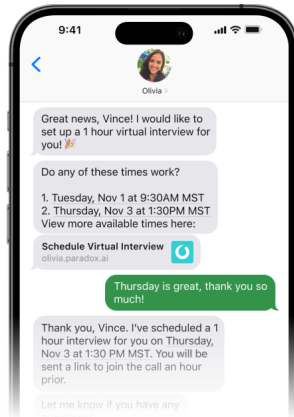 9:41
Olivia
Great news, Vince! I would like to
set up a 1 hour virtual interview for
you! 🎉
Do any of these times work?
1. Tuesday, Nov 1 at 9:30AM MST
2. Thursday, Nov 3 at 1:30PM MST
View more available times here:
Schedule Virtual Interview
olivia.paradox.ai
Thursday is great, thank you so
much!
Thank you, Vince. I've scheduled a 1
hour interview for you on Thursday,
Nov 3 at 1:30 PM MST. You will be
sent a link to join the call an hour
prior.
Let me know if you have any